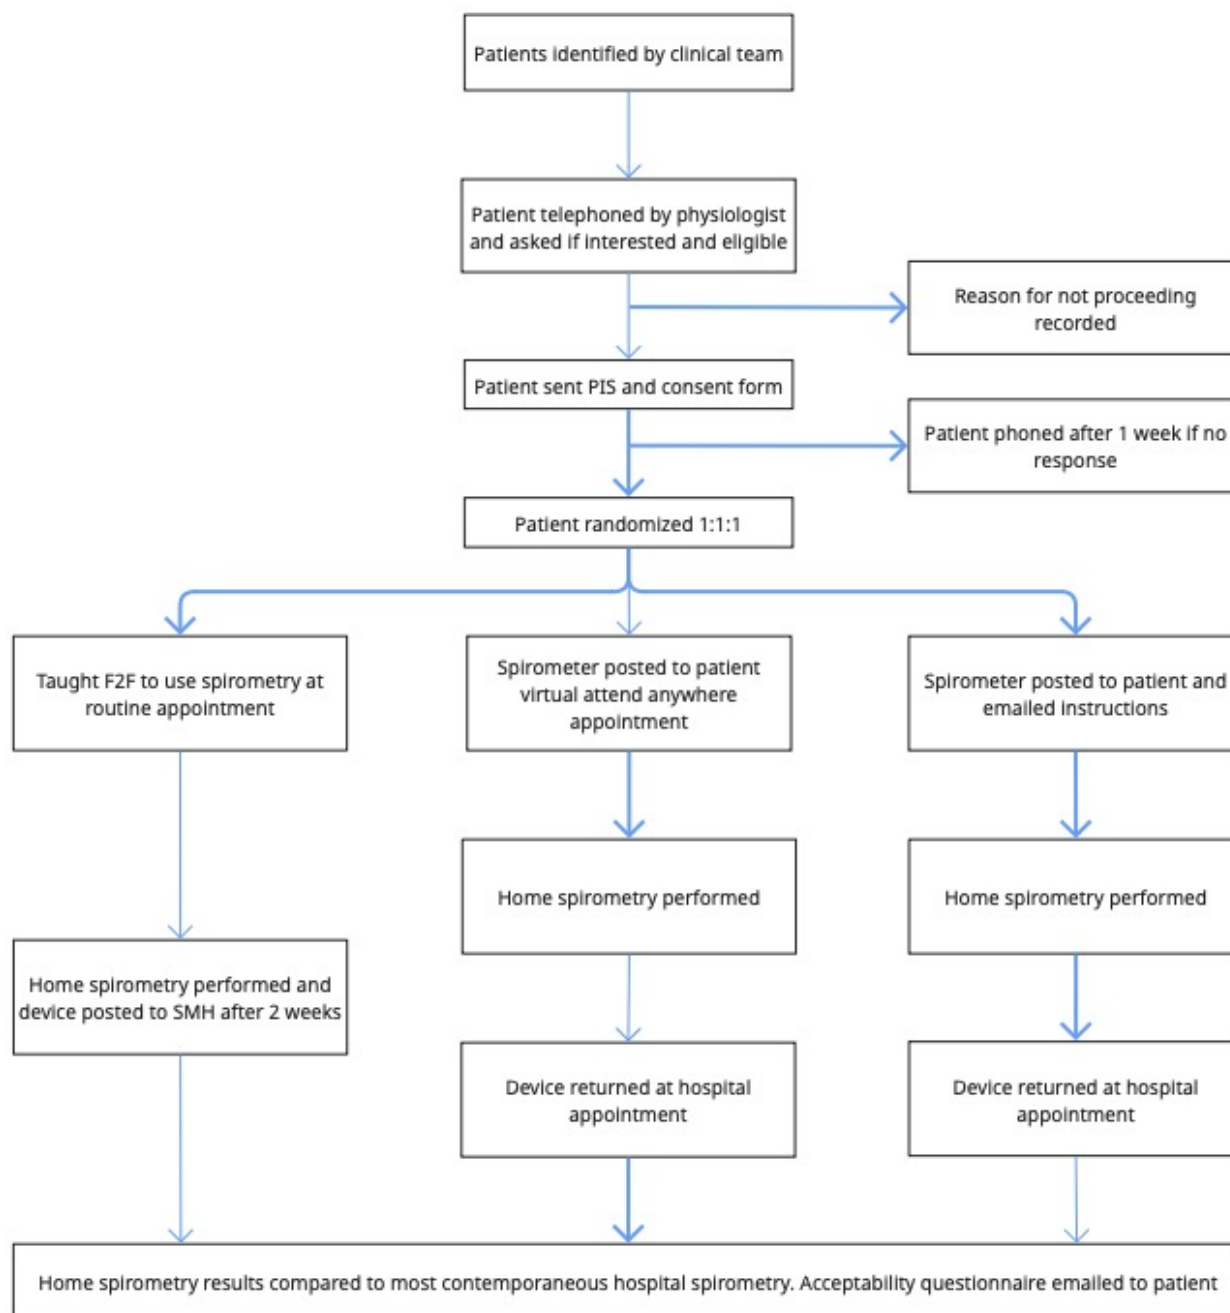 Patients identified by clinical team
Patient telephoned by physiologist
and asked if interested and eligible
Reason for not proceeding
recorded
Patient sent PIS and consent form
Patient phoned after 1 week if no
response
Patient randomized 1:1:1
Taught F2F to use spirometry at
routine appointment
Spirometer posted to patient
virtual attend anywhere
appointment
Spirometer posted to patient and
emailed instructions
Home spirometry performed
Home spirometry performed
Home spirometry performed and
device posted to SMH after 2 weeks
Device returned at hospital
appointment
Device returned at hospital
appointment
Home spirometry results compared to most contemporaneous hospital spirometry. Acceptability questionnaire emailed to patient